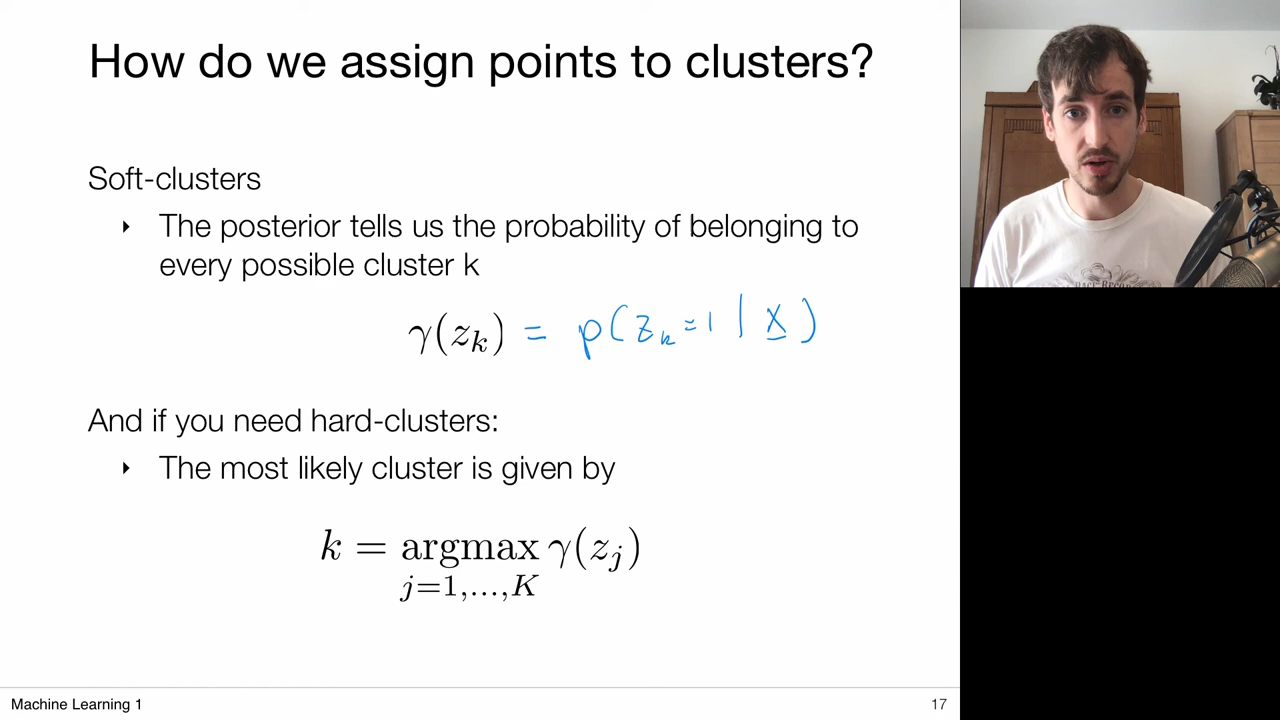 How do we assign points to clusters?
Soft-clusters
‣ The posterior tells us the probability of belonging to
every possible cluster k
γ(z_k) = p(z_k=1 | x)
And if you need hard-clusters:
‣ The most likely cluster is given by
k = argmax γ(z_j)
j=1,...,K
Machine Learning 1
17